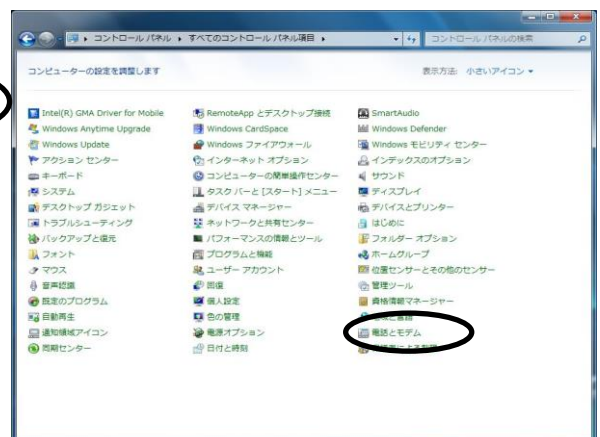 コントロール パネル ▸ すべてのコントロール パネル項目 ▸ コントロール パネルの検索
コンピューターの設定を調整します 表示方法: 小さいアイコン
Intel(R) GMA Driver for Mobile RemoteApp とデスクトップ接続 SmartAudio
Windows Anytime Upgrade Windows CardSpace Windows Defender
Windows Update Windows ファイアウォール Windows モビリティ センター
アクション センター インターネット オプション インデックスのオプション
キーボード コンピューターの簡単操作センター サウンド
システム タスク バーと [スタート] メニュー ディスプレイ
デスクトップ ガジェット デバイス マネージャー デバイスとプリンター
トラブルシューティング ネットワークと共有センター はじめに
バックアップと復元 パフォーマンスの情報とツール フォルダー オプション
フォント プログラムと機能 ホームグループ
マウス ユーザー アカウント 位置センサーとその他のセンサー
音声認識 回復 管理ツール
既定のプログラム 個人設定 資格情報マネージャー
自動再生 色の管理
通知領域アイコン 電源オプション 電話とモデム
同期センター 日付と時刻